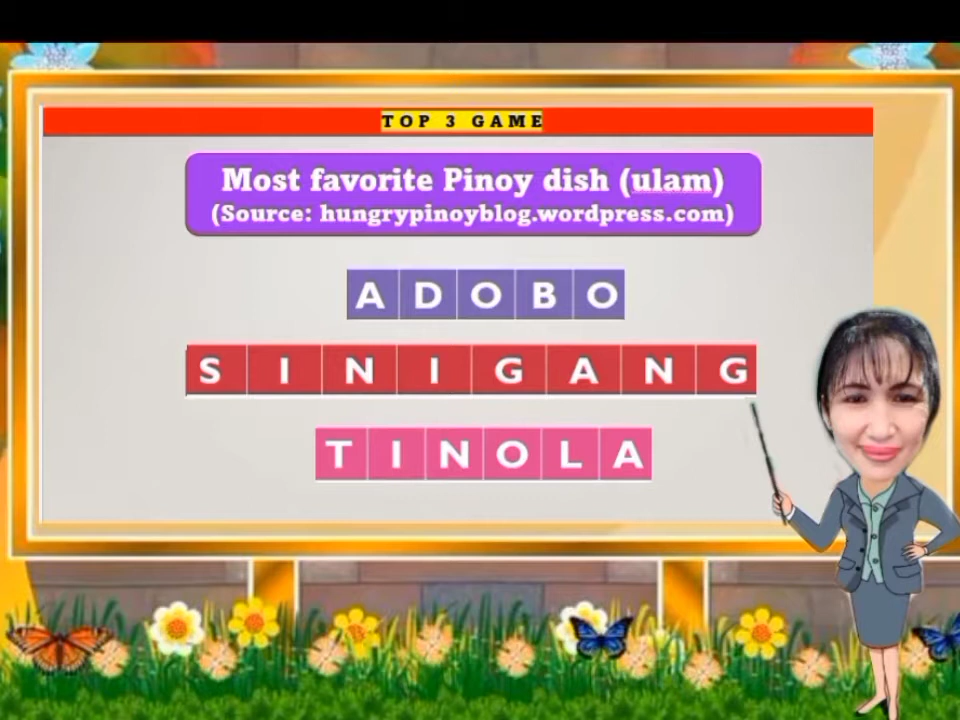 TOP 3 GAME
Most favorite Pinoy dish (ulam)
(Source: hungrypinoyblog.wordpress.com)
ADOBO
SINIGANG
TINOLA